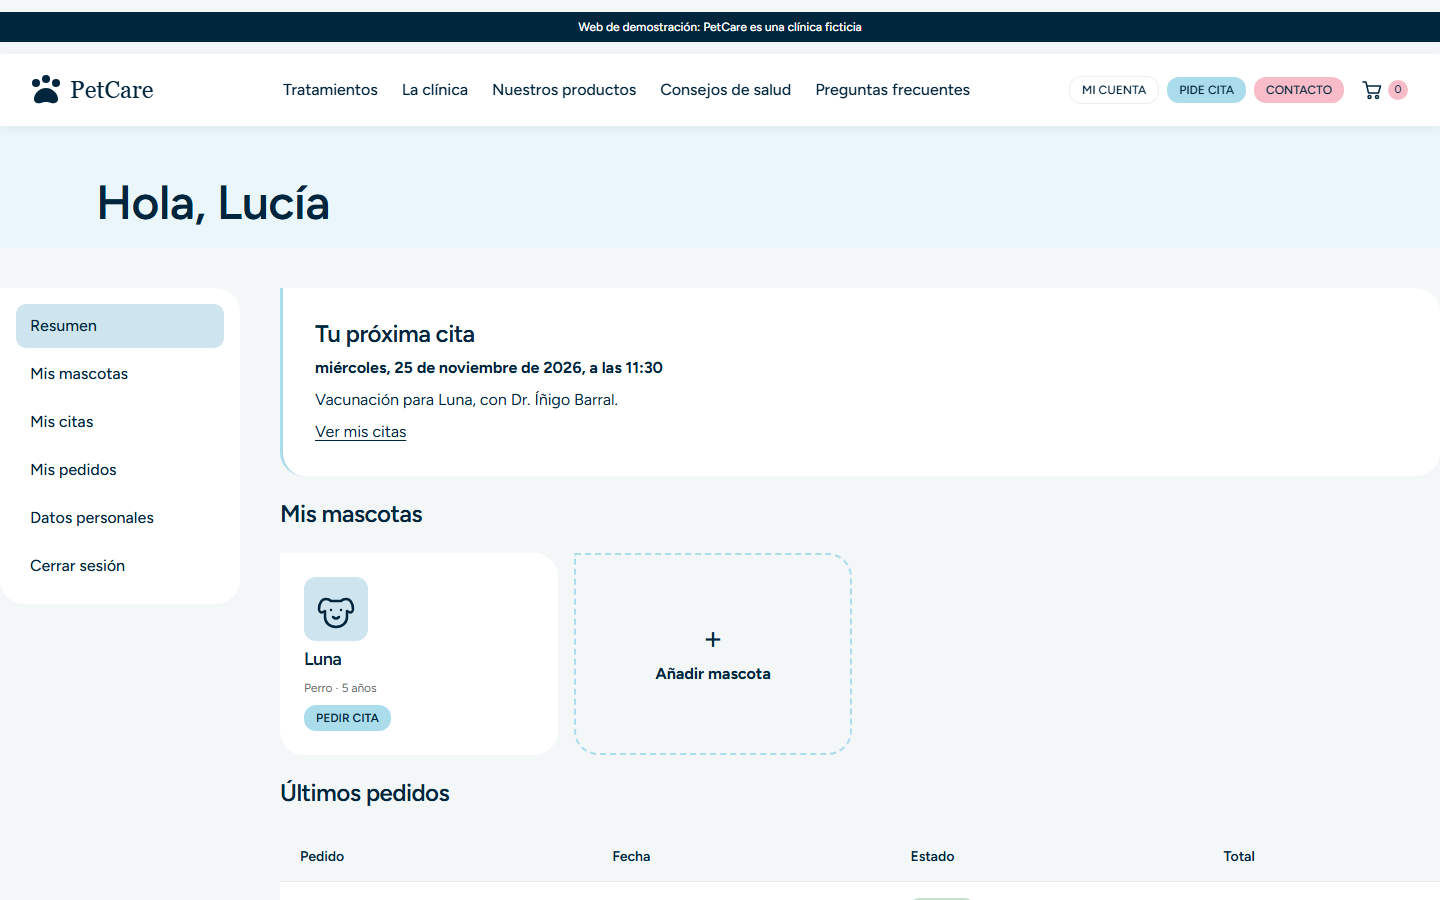 Web de demostración: PetCare es una clínica ficticia
PetCare
Tratamientos
La clínica
Nuestros productos
Consejos de salud
Preguntas frecuentes
MI CUENTA
PIDE CITA
CONTACTO
0
Hola, Lucía
Resumen
Mis mascotas
Mis citas
Mis pedidos
Datos personales
Cerrar sesión
Tu próxima cita
miércoles, 25 de noviembre de 2026, a las 11:30
Vacunación para Luna, con Dr. Íñigo Barral.
Ver mis citas
Mis mascotas
Luna
Perro · 5 años
PEDIR CITA
+
Añadir mascota
Últimos pedidos
Pedido Fecha Estado Total